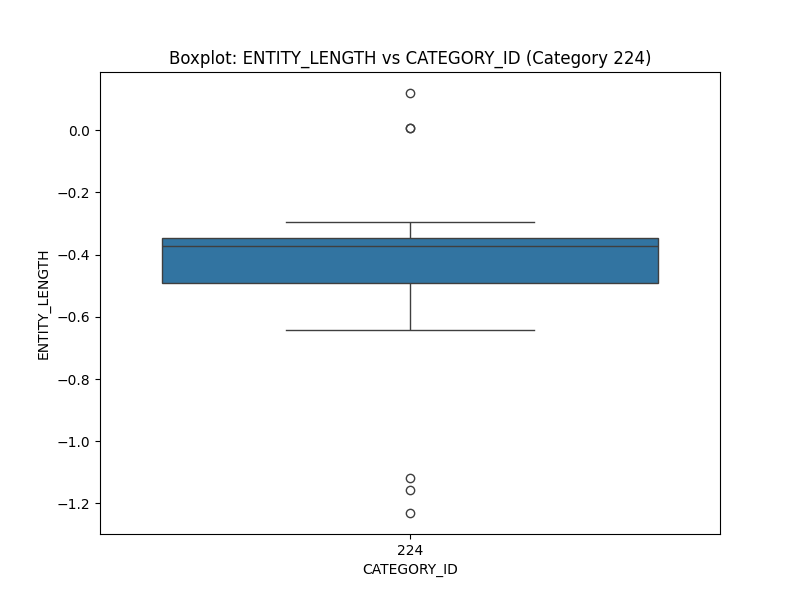 Boxplot: ENTITY_LENGTH vs CATEGORY_ID (Category 224)
ENTITY_LENGTH
0.0
−0.2
−0.4
−0.6
−0.8
−1.0
−1.2
224
CATEGORY_ID